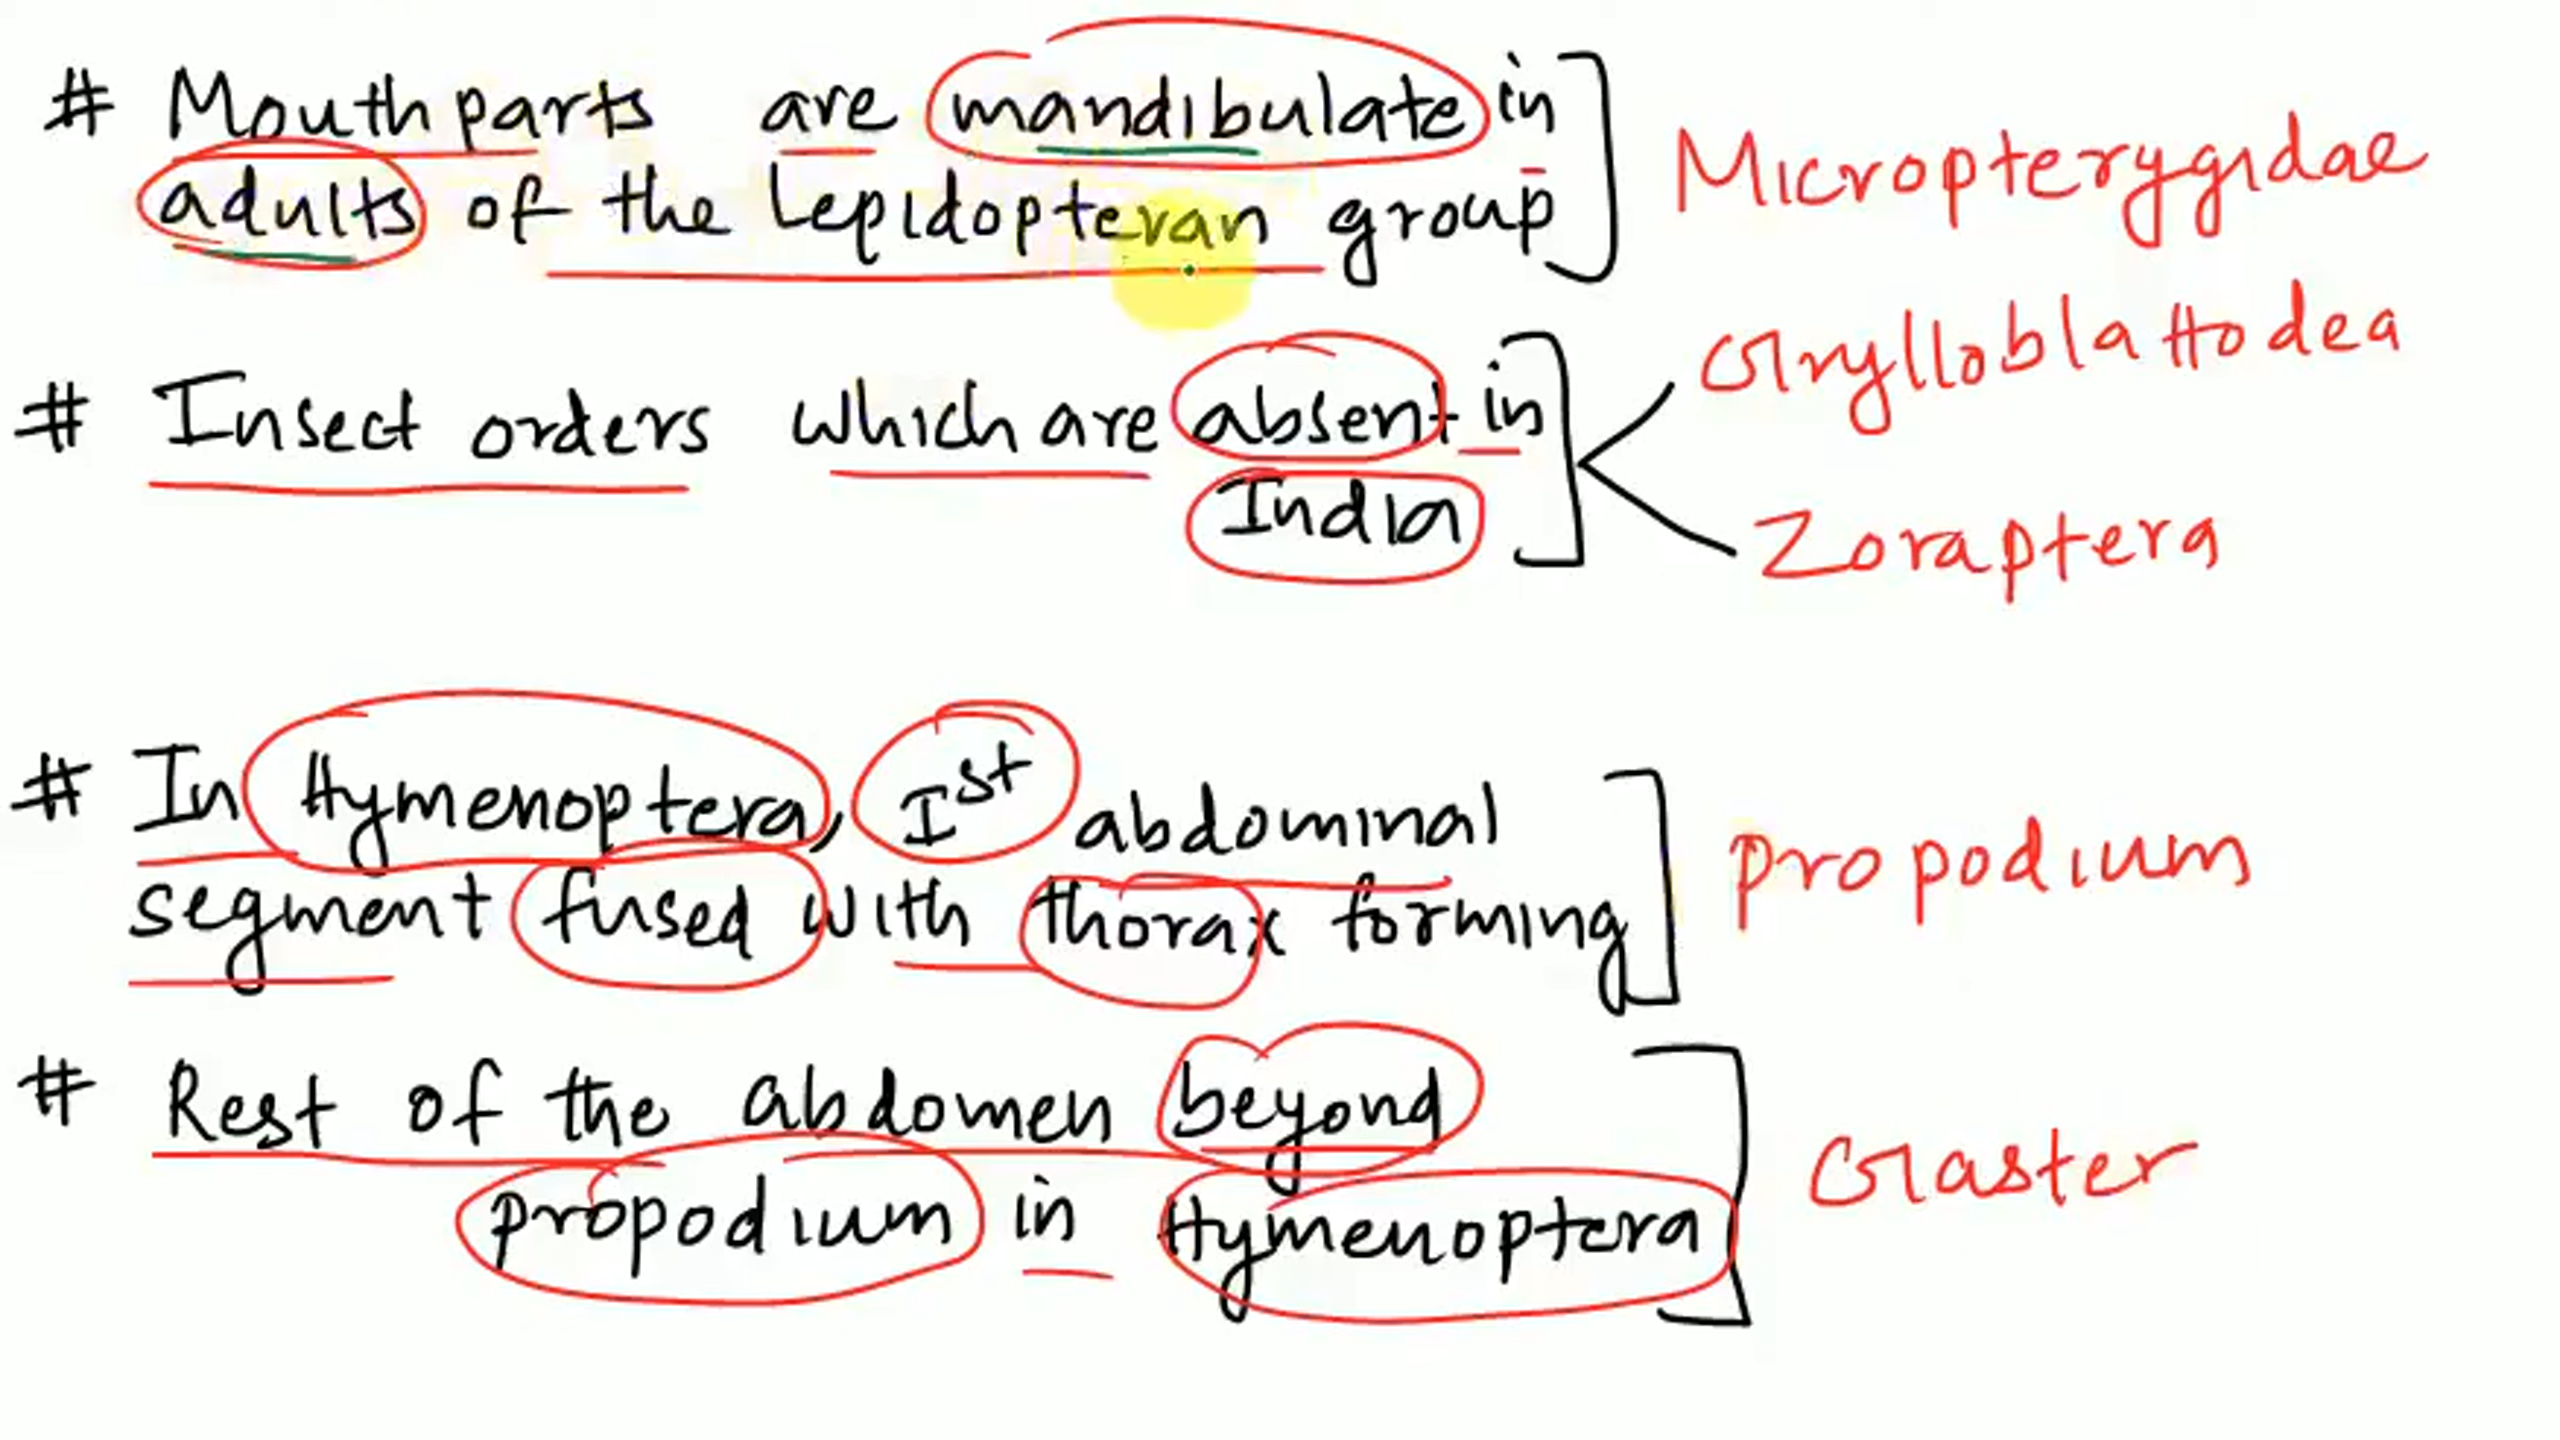 # Mouthparts are mandibulate in
adults of the Lepidopteran group
Micropterygidae
# Insect orders which are absent in
India
Grylloblattodea
Zoraptera
# In Hymenoptera, Ist abdominal
segment fused with thorax forming
Propodium
# Rest of the abdomen beyond
propodium in Hymenoptera
Gaster